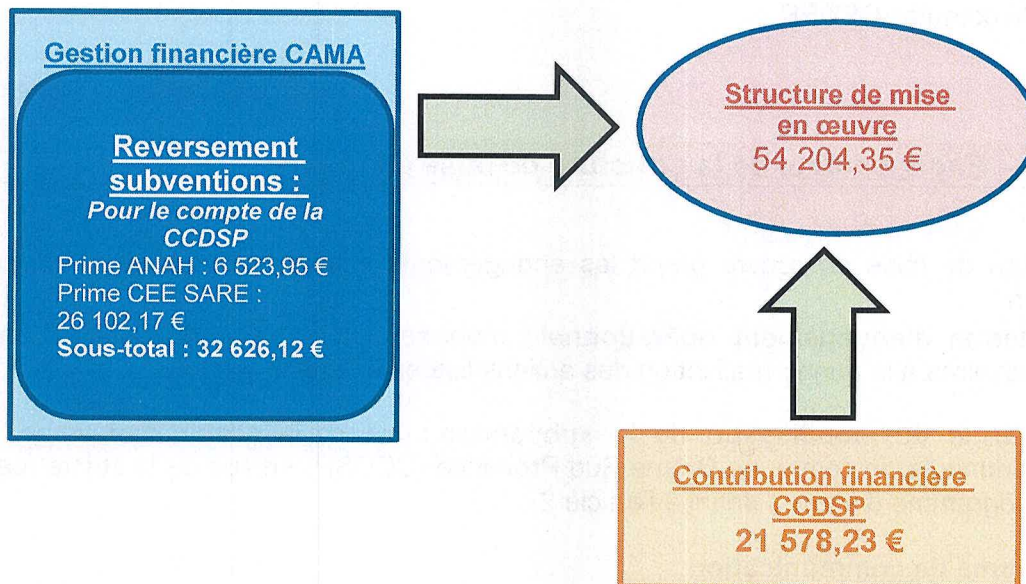 Gestion financière CAMA
Reversement
subventions :
Pour le compte de la
CCDSP
Prime ANAH : 6 523,95 €
Prime CEE SARE :
26 102,17 €
Sous-total : 32 626,12 €
Structure de mise
en œuvre
54 204,35 €
Contribution financière
CCDSP
21 578,23 €